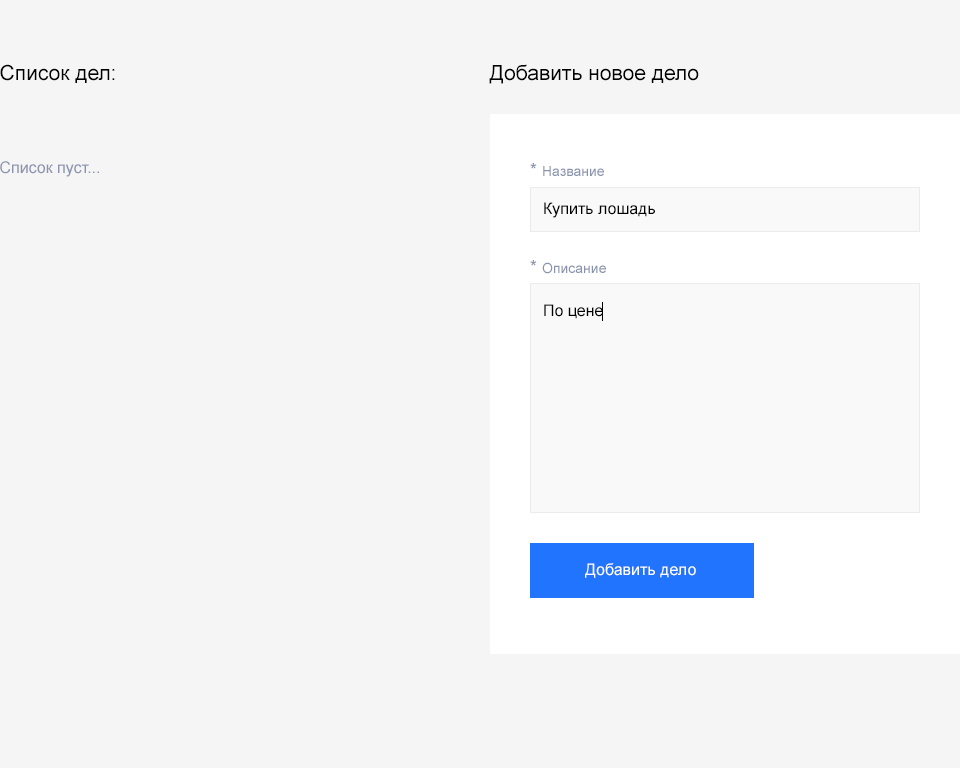 Список дел:
Список пуст...
Добавить новое дело
* Название
Купить лошадь
* Описание
По цене
Добавить дело